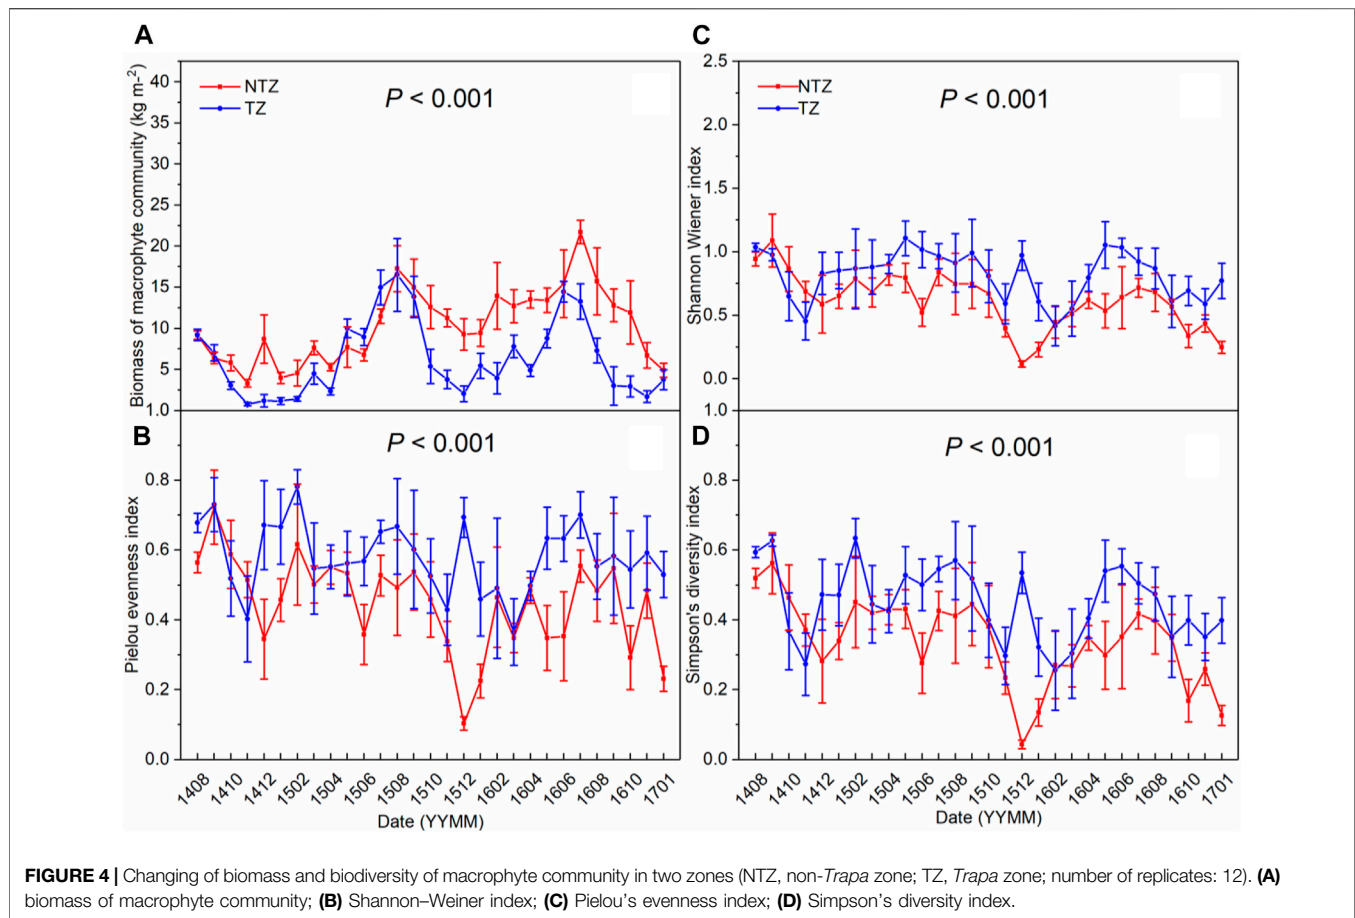 A
Biomass of macrophyte community (kg m-2)
40
35
30
25
20
15
10
5
1.0
NTZ
TZ
P < 0.001
C
Shannon Wiener index
2.5
2.0
1.5
1.0
0.5
0.0
1.0
NTZ
TZ
P < 0.001
B
Pielou evenness index
0.8
0.6
0.4
0.2
0.0
P < 0.001
1408 1410 1412 1502 1504 1506 1508 1510 1512 1602 1604 1606 1608 1610 1701
Date (YYMM)
D
Simpson's diversity index
0.8
0.6
0.4
0.2
0.0
P < 0.001
1408 1410 1412 1502 1504 1506 1508 1510 1512 1602 1604 1606 1608 1610 1701
Date (YYMM)
FIGURE 4 | Changing of biomass and biodiversity of macrophyte community in two zones (NTZ, non-Trapa zone; TZ, Trapa zone; number of replicates: 12). (A)
biomass of macrophyte community; (B) Shannon–Weiner index; (C) Pielou's evenness index; (D) Simpson's diversity index.